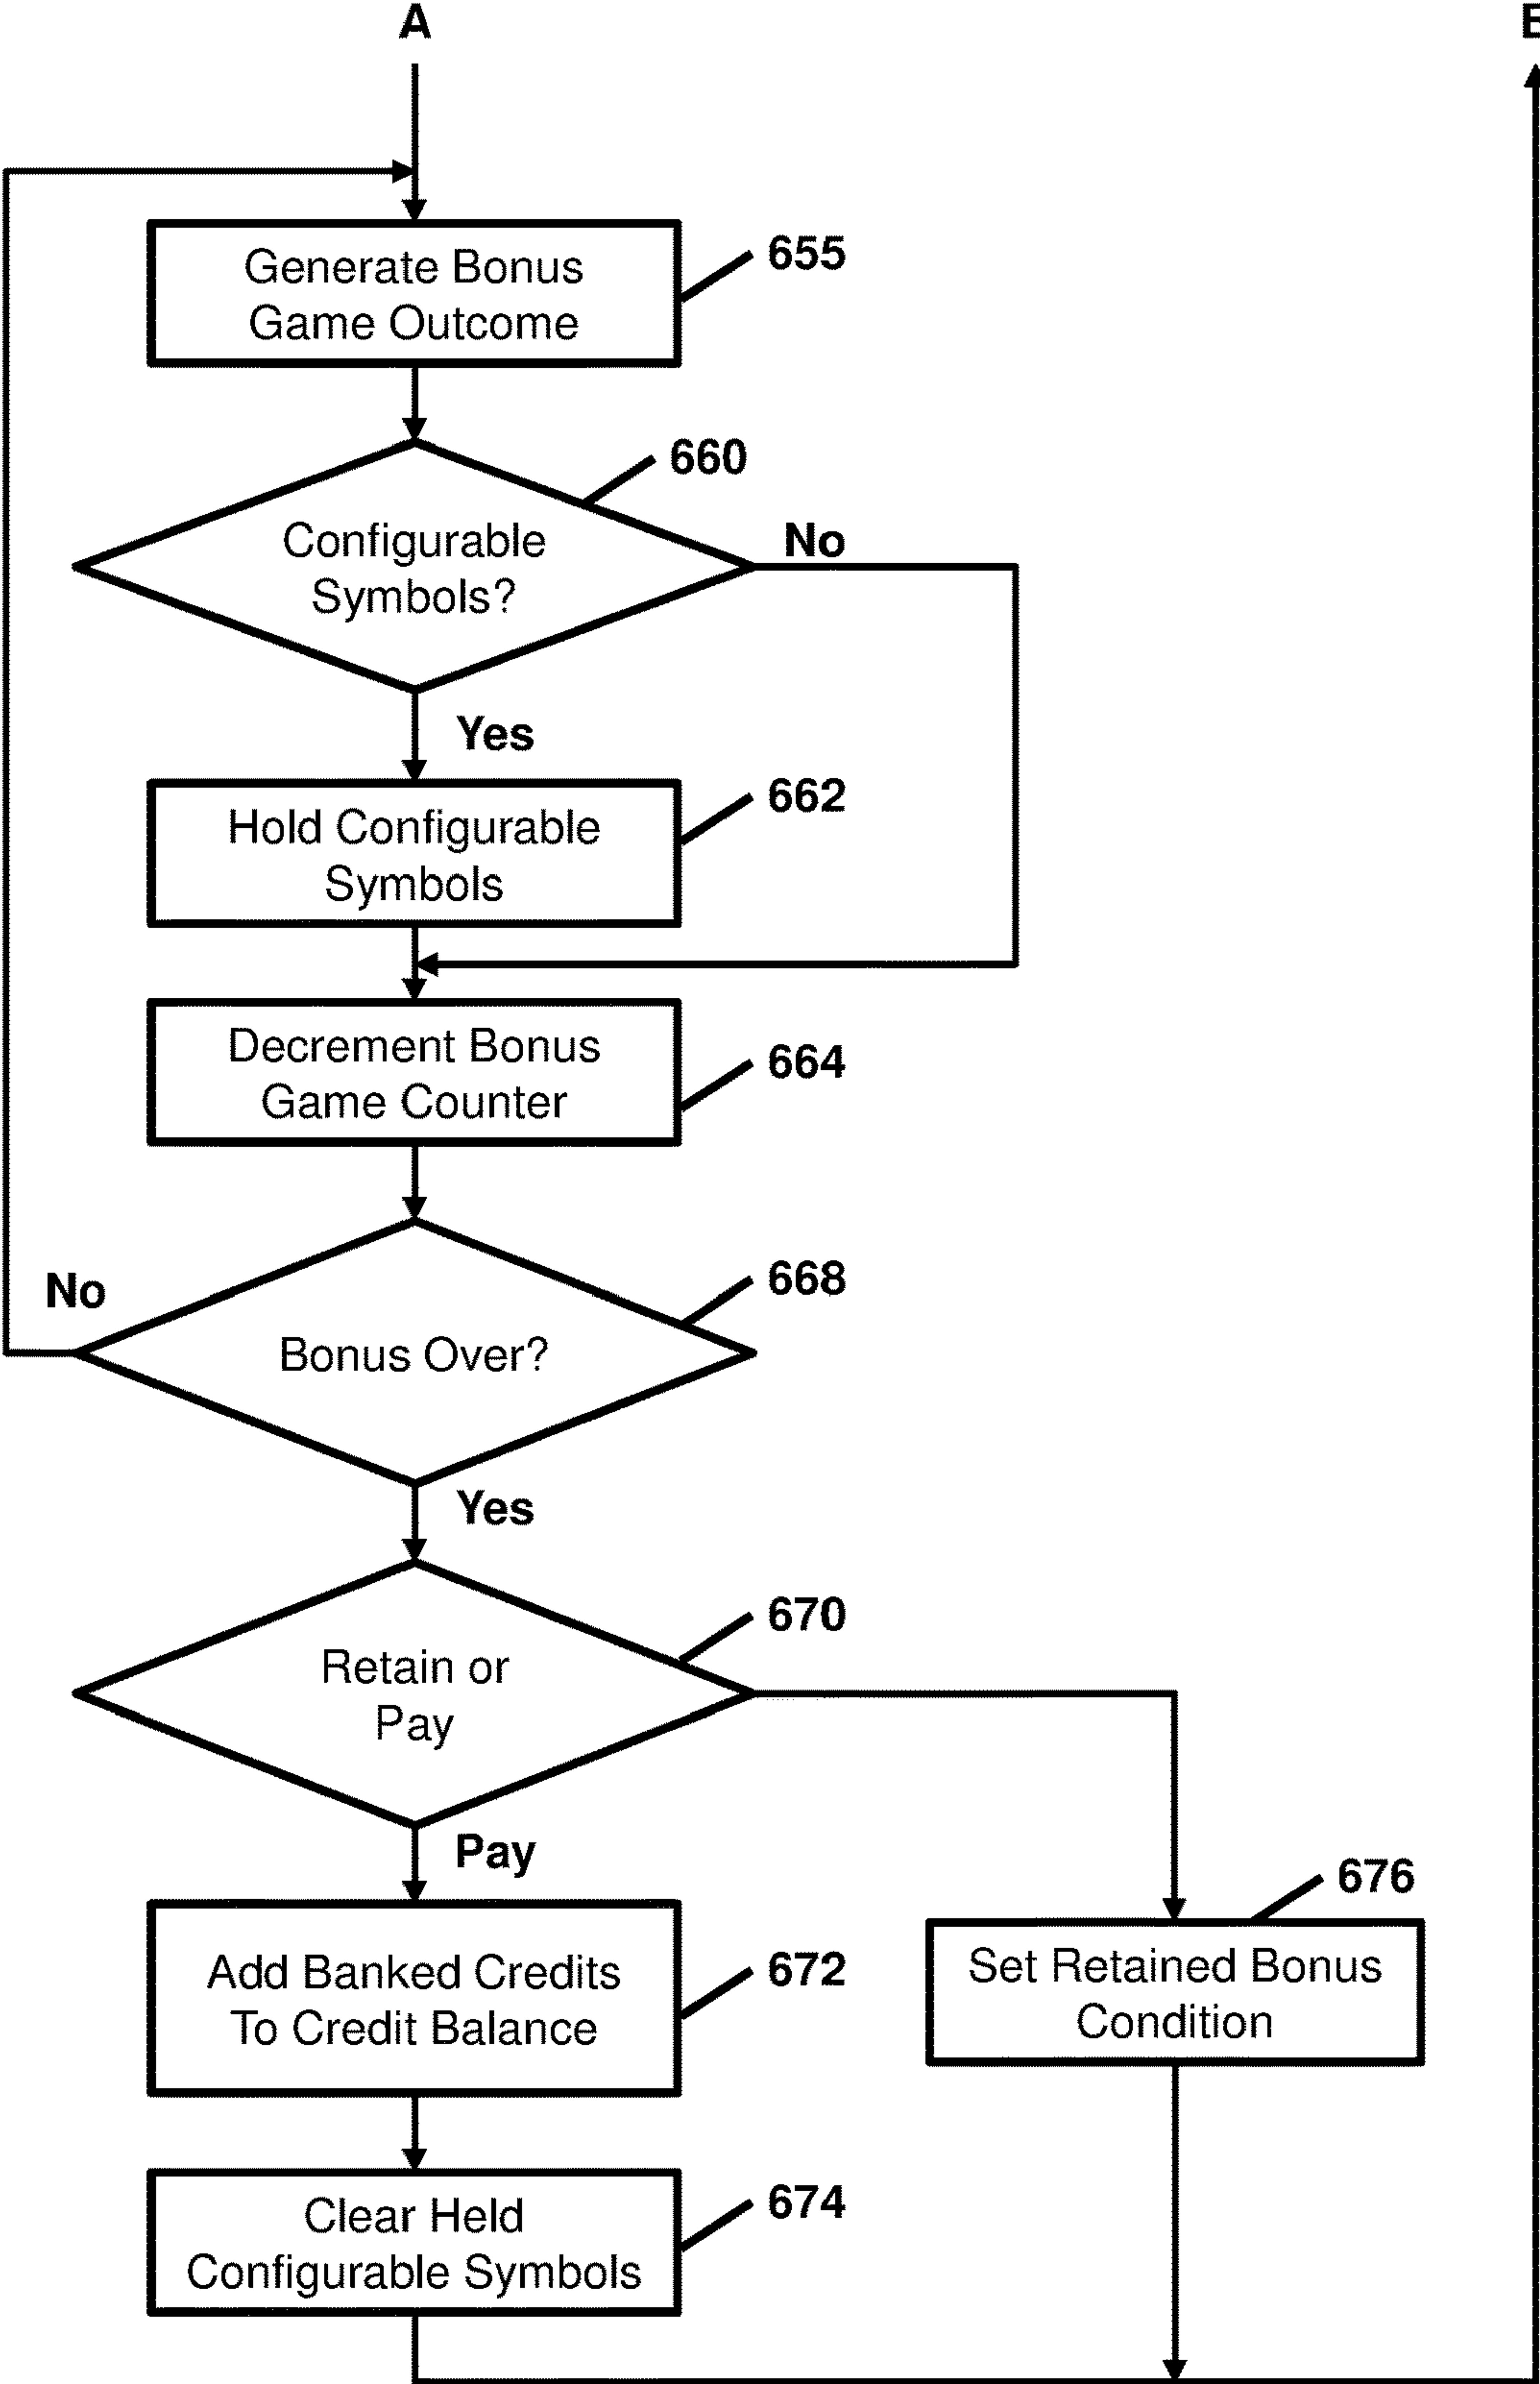 A
Generate Bonus
Game Outcome
655
660
Configurable
Symbols?
No
Yes
Hold Configurable
Symbols
662
Decrement Bonus
Game Counter
664
No
668
Bonus Over?
Yes
670
Retain or
Pay
Pay
676
Add Banked Credits
To Credit Balance
672
Set Retained Bonus
Condition
Clear Held
Configurable Symbols
674